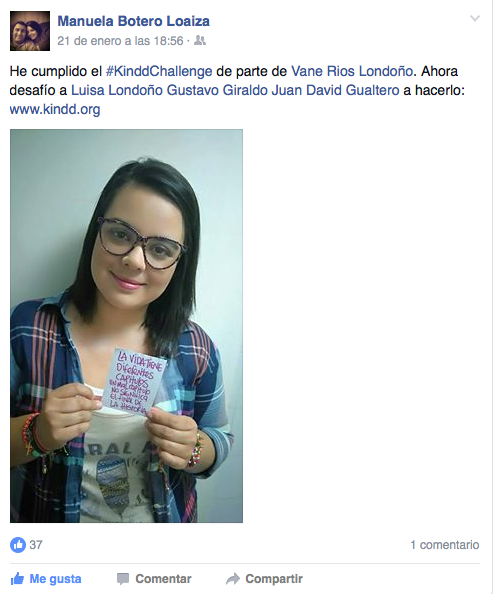 Manuela Botero Loaiza
21 de enero a las 18:56 ·
He cumplido el #KinddChallenge de parte de Vane Rios Londoño. Ahora
desafío a Luisa Londoño Gustavo Giraldo Juan David Gualtero a hacerlo:
www.kindd.org
LA VIDA TIENE
DIFERENTES
CAPITULOS,
UN MAL CAPITULO
NO SIGNIFICA
EL FINAL DE
LA HISTORIA
RAL
37
1 comentario
Me gusta
Comentar
Compartir